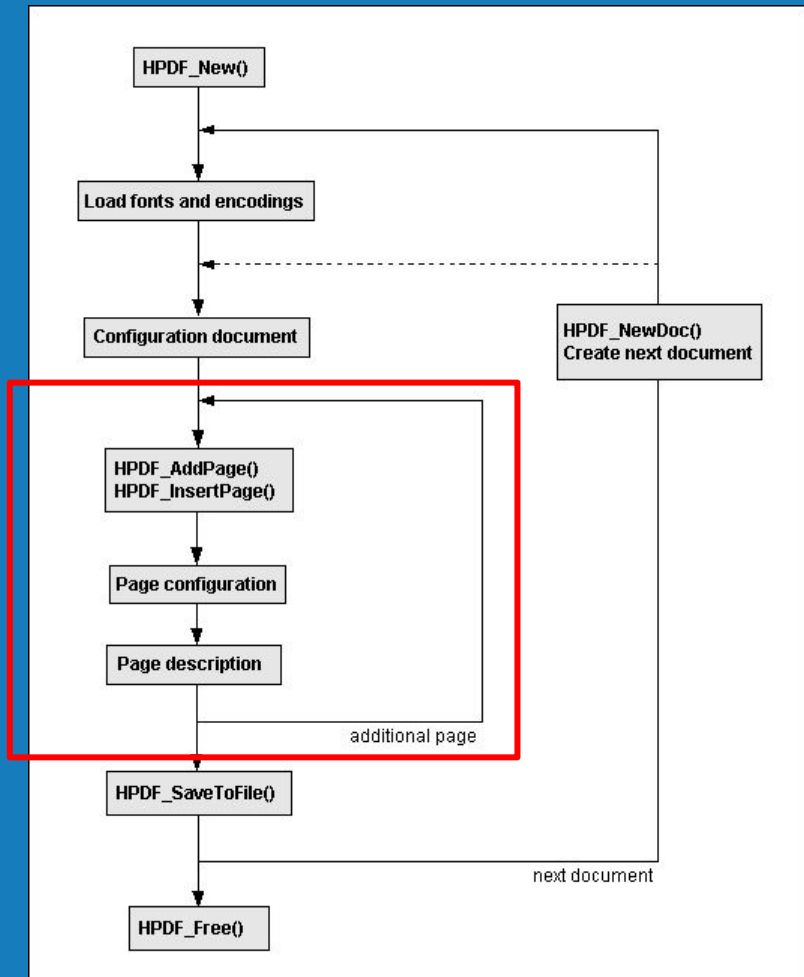 HPDF_New()
Load fonts and encodings
Configuration document
HPDF_NewDoc()
Create next document
HPDF_AddPage()
HPDF_InsertPage()
Page configuration
Page description
additional page
HPDF_SaveToFile()
next document
HPDF_Free()